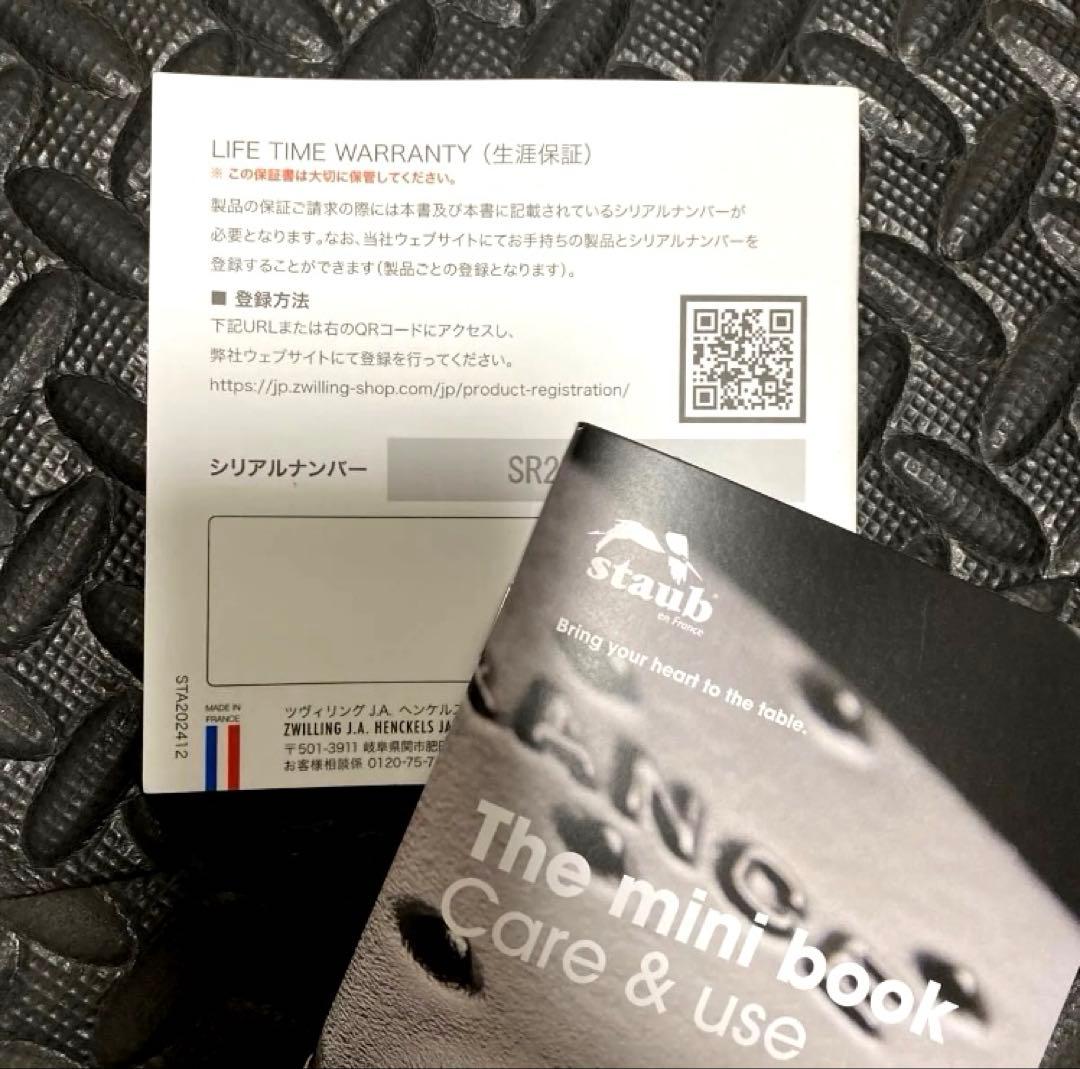 LIFE TIME WARRANTY（生涯保証）
※ この保証書は大切に保管してください。
製品の保証ご請求の際には本書及び本書に記載されているシリアルナンバーが
必要となります。なお、当社ウェブサイトにてお手持ちの製品とシリアルナンバーを
登録することができます（製品ごとの登録となります）。
■ 登録方法
下記URLまたは右のQRコードにアクセスし、
弊社ウェブサイトにて登録を行ってください。
https://jp.zwilling-shop.com/jp/product-registration/
シリアルナンバー SR2
STA202412
MADE IN
FRANCE
ツヴィリング J.A. ヘンケルス
ZWILLING J.A. HENCKELS JA
〒501-3911 岐阜県関市肥田
お客様相談係 0120-75-7
staub
en France
Bring your heart to the table.
RANCE
The mini book
Care & use